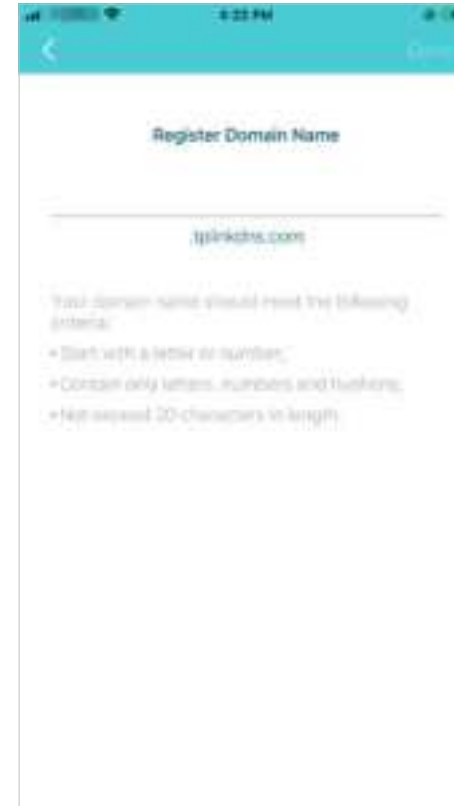 4:22 PM
Done
Register Domain Name
.tplinkdns.com
Your domain name should meet the following
criteria:
• Start with a letter or number;
• Contain only letters, numbers and hyphens;
• Not exceed 20 characters in length.